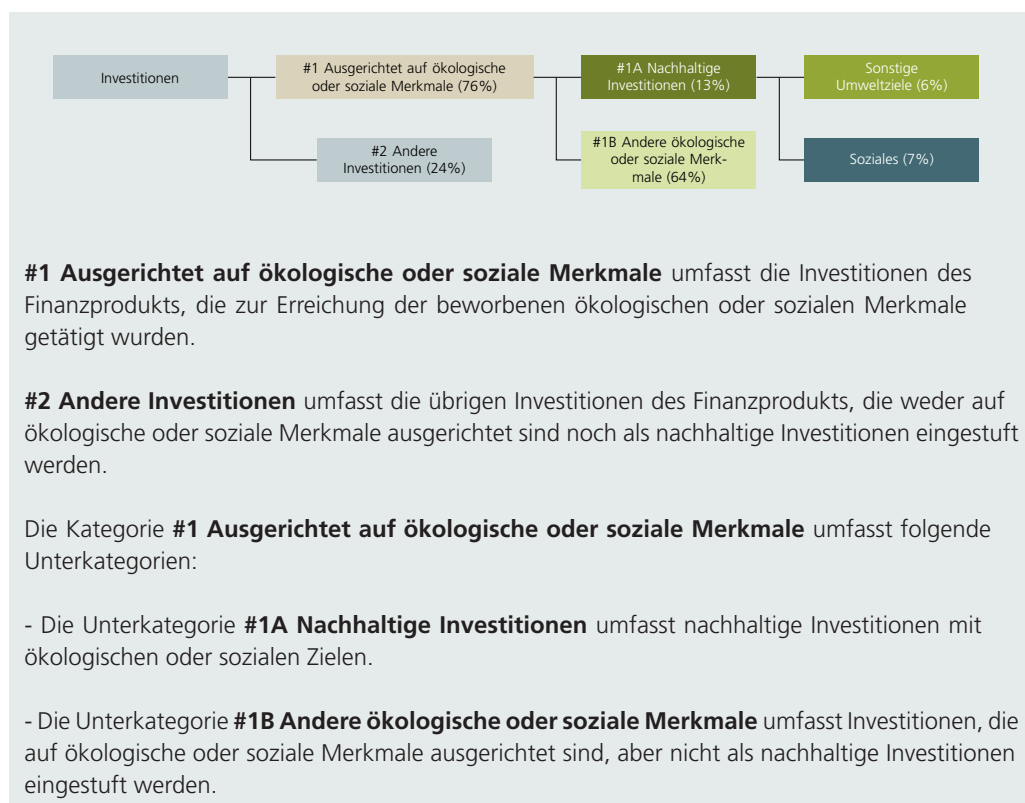 Investitionen
#1 Ausgerichtet auf ökologische
oder soziale Merkmale (76%)
#1A Nachhaltige
Investitionen (13%)
Sonstige
Umweltziele (6%)
#2 Andere
Investitionen (24%)
#1B Andere ökologische
oder soziale Merk-
male (64%)
Soziales (7%)
#1 Ausgerichtet auf ökologische oder soziale Merkmale umfasst die Investitionen des
Finanzprodukts, die zur Erreichung der beworbenen ökologischen oder sozialen Merkmale
getätigt wurden.
#2 Andere Investitionen umfasst die übrigen Investitionen des Finanzprodukts, die weder auf
ökologische oder soziale Merkmale ausgerichtet sind noch als nachhaltige Investitionen eingestuft
werden.
Die Kategorie #1 Ausgerichtet auf ökologische oder soziale Merkmale umfasst folgende
Unterkategorien:
- Die Unterkategorie #1A Nachhaltige Investitionen umfasst nachhaltige Investitionen mit
ökologischen oder sozialen Zielen.
- Die Unterkategorie #1B Andere ökologische oder soziale Merkmale umfasst Investitionen, die
auf ökologische oder soziale Merkmale ausgerichtet sind, aber nicht als nachhaltige Investitionen
eingestuft werden.